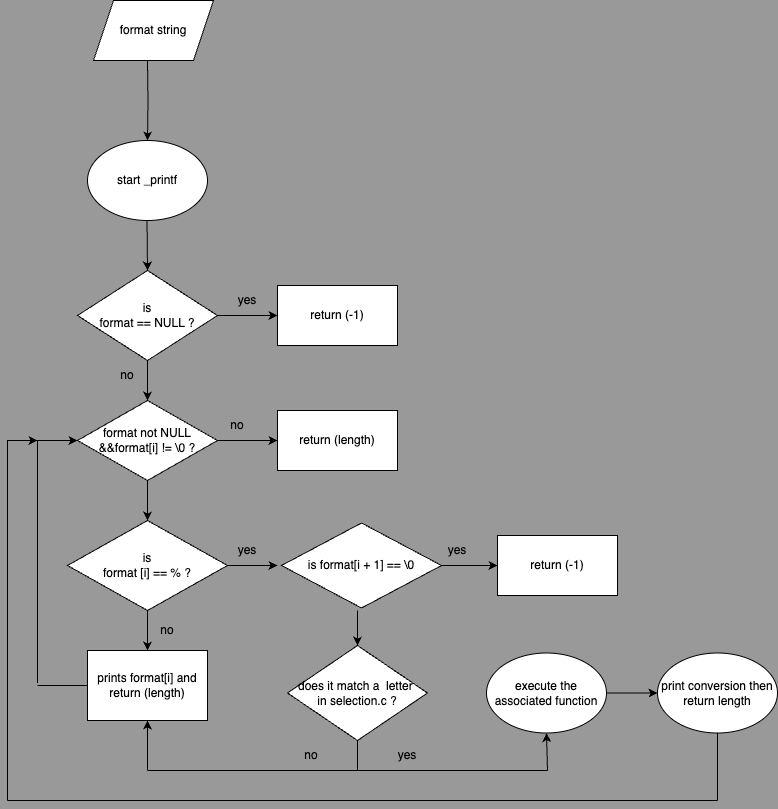 format string
start _printf
is
format == NULL ?
yes
return (-1)
no
format not NULL
&&format[i] != \0 ?
no
return (length)
is
format [i] == % ?
yes
is format[i + 1] == \0
yes
return (-1)
no
prints format[i] and
return (length)
does it match a letter
in selection.c ?
execute the
associated function
print conversion then
return length
no
yes